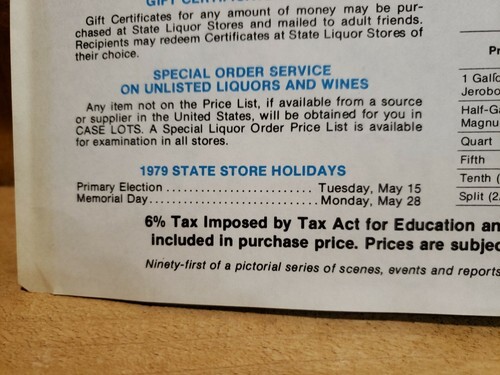 GIFT CERTIFIC
Gift Certificates for any amount of money may be pur-
chased at State Liquor Stores and mailed to adult friends.
Recipients may redeem Certificates at State Liquor Stores of
their choice.
SPECIAL ORDER SERVICE
ON UNLISTED LIQUORS AND WINES
Any item not on the Price List, if available from a source
or supplier in the United States, will be obtained for you in
CASE LOTS. A Special Liquor Order Price List is available
for examination in all stores.
1979 STATE STORE HOLIDAYS
Primary Election ........................ Tuesday, May 15
Memorial Day............................ Monday, May 28
6% Tax Imposed by Tax Act for Education an
included in purchase price. Prices are subjec
Ninety-first of a pictorial series of scenes, events and reports
Pr
1 Gallo
Jerobo
Half-Ga
Magnu
Quart
Fifth
Tenth (
Split (2.